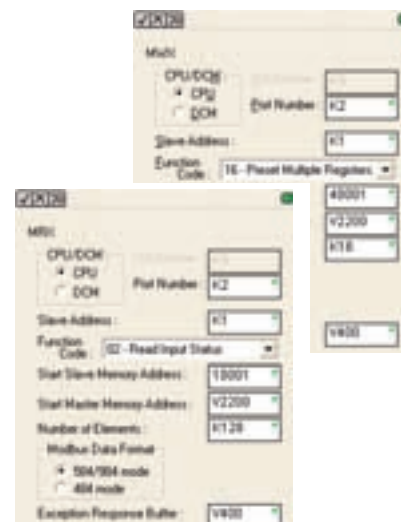 MWX
CPU/DCM
CPU
DCM
Port Number: K2
Slave Address: K1
Function Code: 16 - Preset Multiple Registers
40001
V2200
K16
V400
MRX
CPU/DCM
CPU
DCM
Port Number: K2
Slave Address: K1
Function Code: 02 - Read Input Status
Start Slave Memory Address: 10001
Start Master Memory Address: V2200
Number of Elements: K128
Modbus Data Format
584/984 mode
484 mode
Exception Response Buffer: V400